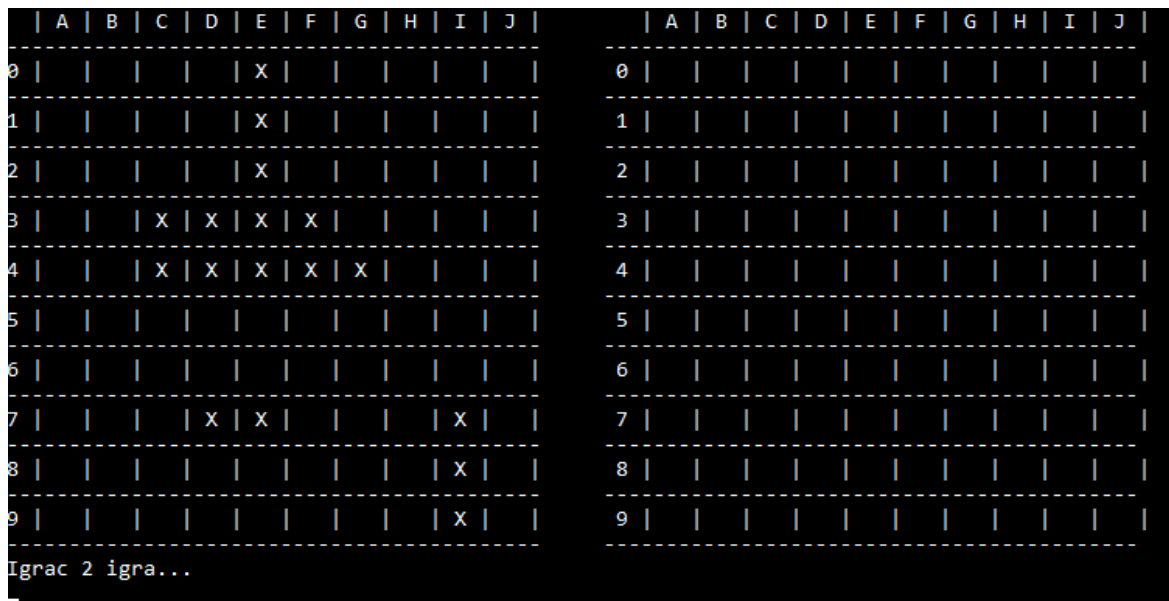 | A | B | C | D | E | F | G | H | I | J |          | A | B | C | D | E | F | G | H | I | J |
-----------------------------------------------------      -----------------------------------------------------
0 |   |   |   |   | X |   |   |   |   |   |      0 |   |   |   |   |   |   |   |   |   |   |
-----------------------------------------------------      -----------------------------------------------------
1 |   |   |   |   | X |   |   |   |   |   |      1 |   |   |   |   |   |   |   |   |   |   |
-----------------------------------------------------      -----------------------------------------------------
2 |   |   |   |   | X |   |   |   |   |   |      2 |   |   |   |   |   |   |   |   |   |   |
-----------------------------------------------------      -----------------------------------------------------
3 |   |   | X | X | X | X |   |   |   |   |      3 |   |   |   |   |   |   |   |   |   |   |
-----------------------------------------------------      -----------------------------------------------------
4 |   |   | X | X | X | X | X |   |   |   |      4 |   |   |   |   |   |   |   |   |   |   |
-----------------------------------------------------      -----------------------------------------------------
5 |   |   |   |   |   |   |   |   |   |   |      5 |   |   |   |   |   |   |   |   |   |   |
-----------------------------------------------------      -----------------------------------------------------
6 |   |   |   |   |   |   |   |   |   |   |      6 |   |   |   |   |   |   |   |   |   |   |
-----------------------------------------------------      -----------------------------------------------------
7 |   |   |   | X | X |   |   |   | X |   |      7 |   |   |   |   |   |   |   |   |   |   |
-----------------------------------------------------      -----------------------------------------------------
8 |   |   |   |   |   |   |   |   | X |   |      8 |   |   |   |   |   |   |   |   |   |   |
-----------------------------------------------------      -----------------------------------------------------
9 |   |   |   |   |   |   |   |   | X |   |      9 |   |   |   |   |   |   |   |   |   |   |
-----------------------------------------------------      -----------------------------------------------------
Igrac 2 igra...